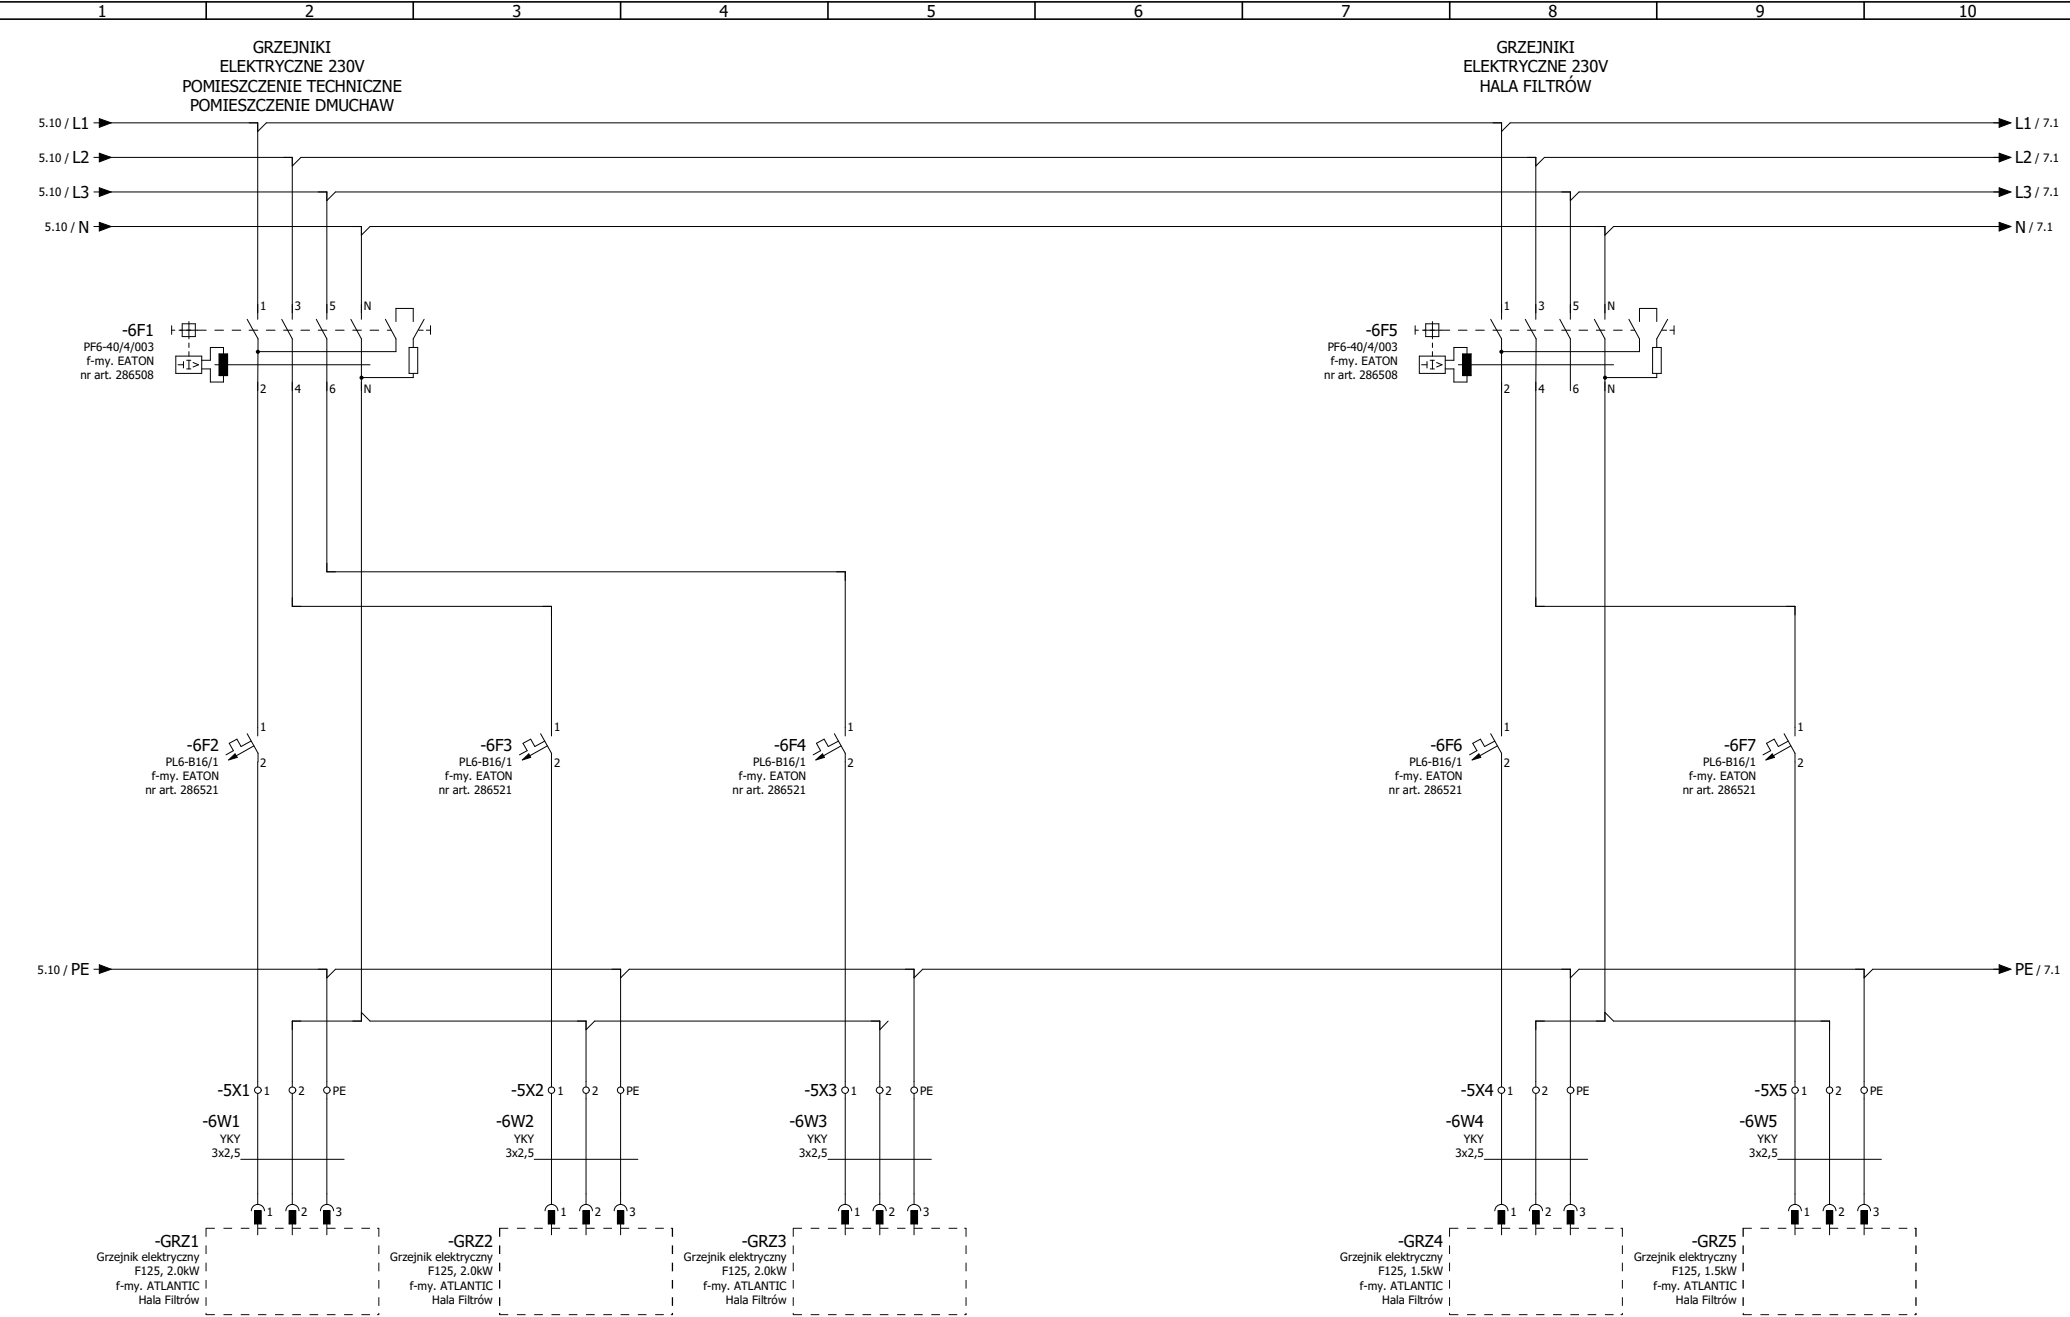 1 2 3 4 5 6 7 8 9 10
GRZEJNIKI
ELEKTRYCZNE 230V
POMIESZCZENIE TECHNICZNE
POMIESZCZENIE DMUCHAW
GRZEJNIKI
ELEKTRYCZNE 230V
HALA FILTRÓW
5.10 / L1
L1 / 7.1
5.10 / L2
L2 / 7.1
5.10 / L3
L3 / 7.1
5.10 / N
N / 7.1
1 3 5 N
-6F1
PF6-40/4/003
f-my. EATON
nr art. 286508
I>
2 4 6 N
1 3 5 N
-6F5
PF6-40/4/003
f-my. EATON
nr art. 286508
I>
2 4 6 N
1
-6F2
PL6-B16/1
f-my. EATON
nr art. 286521
2
1
-6F3
PL6-B16/1
f-my. EATON
nr art. 286521
2
1
-6F4
PL6-B16/1
f-my. EATON
nr art. 286521
2
1
-6F6
PL6-B16/1
f-my. EATON
nr art. 286521
2
1
-6F7
PL6-B16/1
f-my. EATON
nr art. 286521
2
5.10 / PE
PE / 7.1
-5X1 1 2 PE
-6W1
YKY
3x2,5
-5X2 1 2 PE
-6W2
YKY
3x2,5
-5X3 1 2 PE
-6W3
YKY
3x2,5
-5X4 1 2 PE
-6W4
YKY
3x2,5
-5X5 1 2 PE
-6W5
YKY
3x2,5
1 2 3
-GRZ1
Grzejnik elektryczny
F125, 2.0kW
f-my. ATLANTIC
Hala Filtrów
1 2 3
-GRZ2
Grzejnik elektryczny
F125, 2.0kW
f-my. ATLANTIC
Hala Filtrów
1 2 3
-GRZ3
Grzejnik elektryczny
F125, 2.0kW
f-my. ATLANTIC
Hala Filtrów
1 2 3
-GRZ4
Grzejnik elektryczny
F125, 1.5kW
f-my. ATLANTIC
Hala Filtrów
1 2 3
-GRZ5
Grzejnik elektryczny
F125, 1.5kW
f-my. ATLANTIC
Hala Filtrów